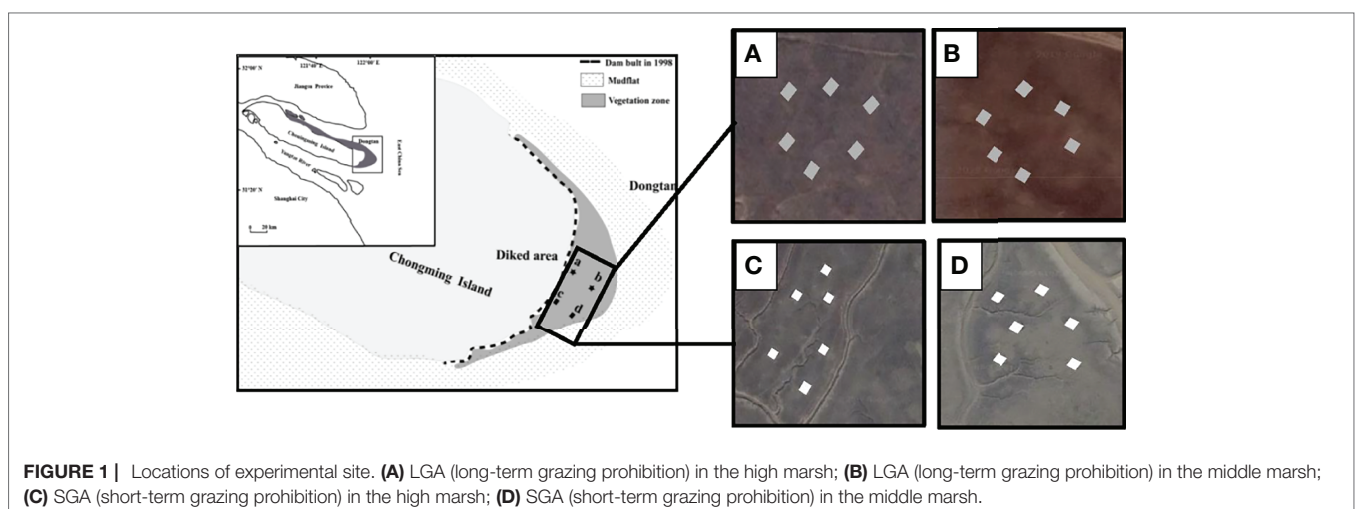 32°00' N
121°40' E
122°00' E
Jiangsu Provice
Chongming Island
Dongtan
East China Sea
Yangtze River
31°20' N
Shanghai City
0 20 km
Dam built in 1998
Mudflat
Vegetation zone
Dongtan
Diked area
Chongming Island
a
b
c
d
A
B
C
D
FIGURE 1 | Locations of experimental site. (A) LGA (long-term grazing prohibition) in the high marsh; (B) LGA (long-term grazing prohibition) in the middle marsh;
(C) SGA (short-term grazing prohibition) in the high marsh; (D) SGA (short-term grazing prohibition) in the middle marsh.